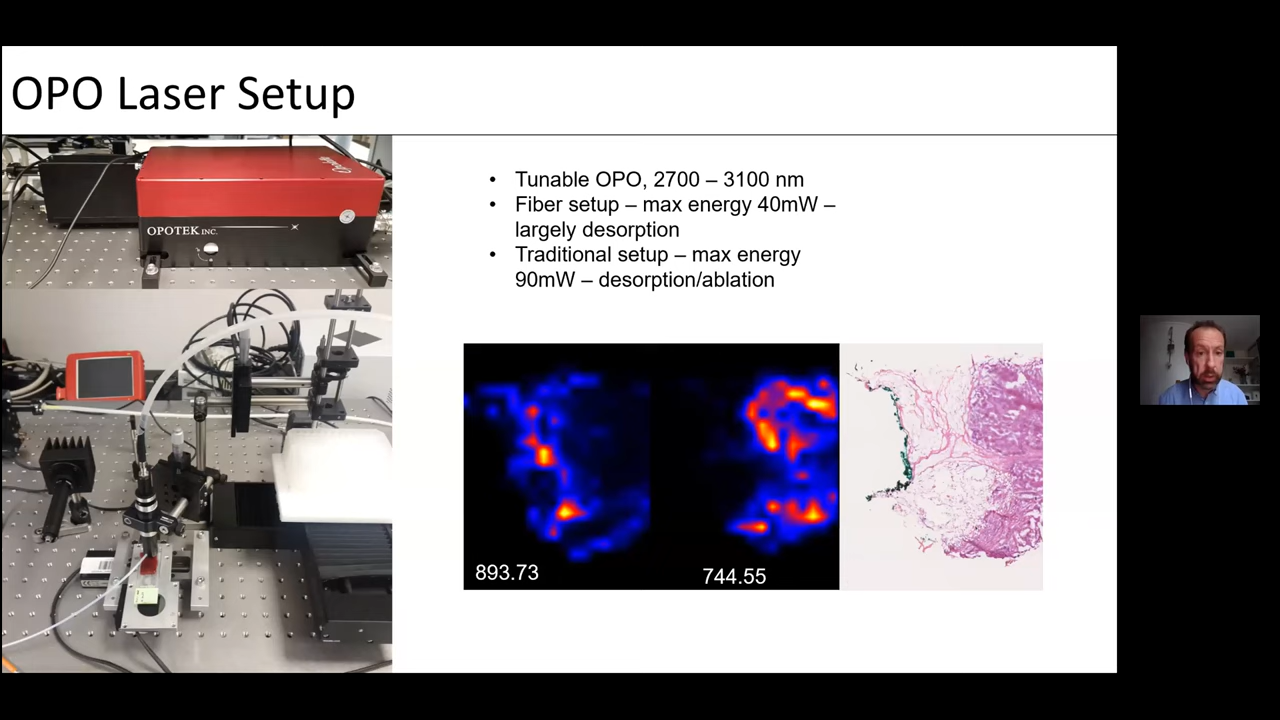 OPO Laser Setup
OPOTEK INC.
• Tunable OPO, 2700 – 3100 nm
• Fiber setup – max energy 40mW –
largely desorption
• Traditional setup – max energy
90mW – desorption/ablation
893.73
744.55